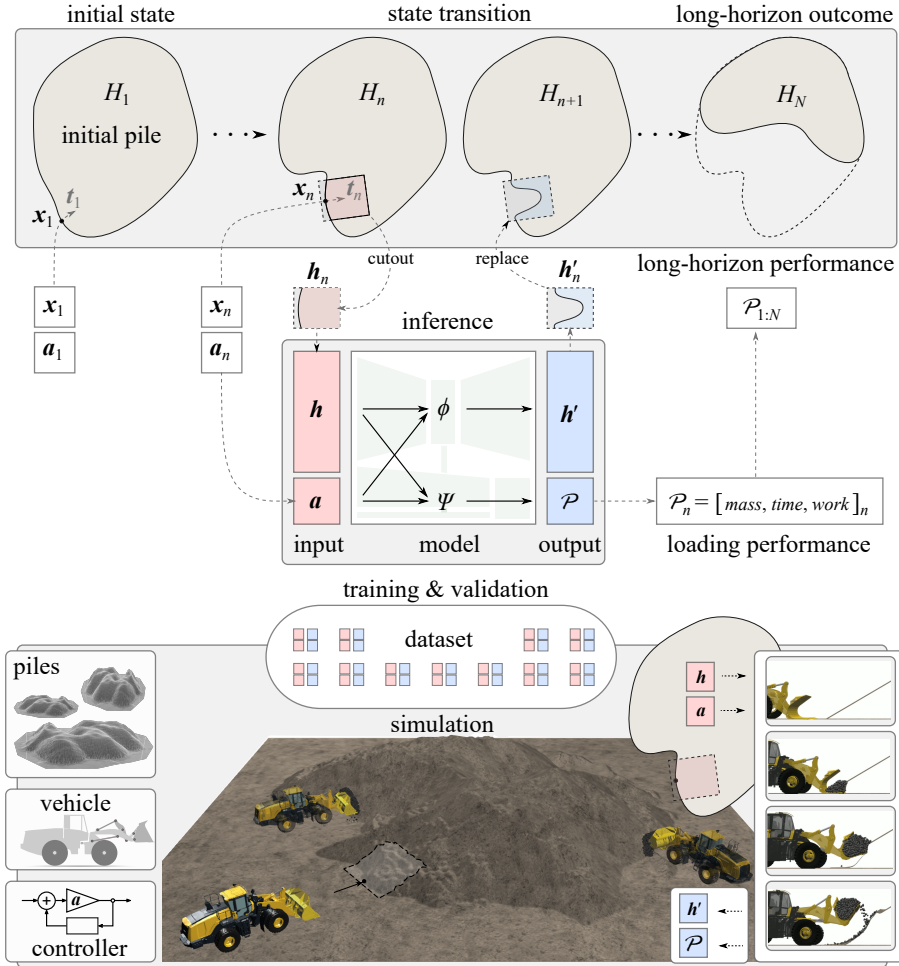 initial state
state transition
long-horizon outcome
H₁
Hₙ
Hₙ₊₁
H_N
initial pile
t₁
x₁
xₙ
tₙ
cutout
replace
long-horizon performance
hₙ
h′ₙ
x₁
xₙ
𝒫₁:N
a₁
aₙ
inference
h
ϕ
h′
a
Ψ
𝒫
𝒫ₙ = [mass, time, work]ₙ
input
model
output
loading performance
training & validation
dataset
piles
h
a
simulation
vehicle
a
h′
𝒫
controller